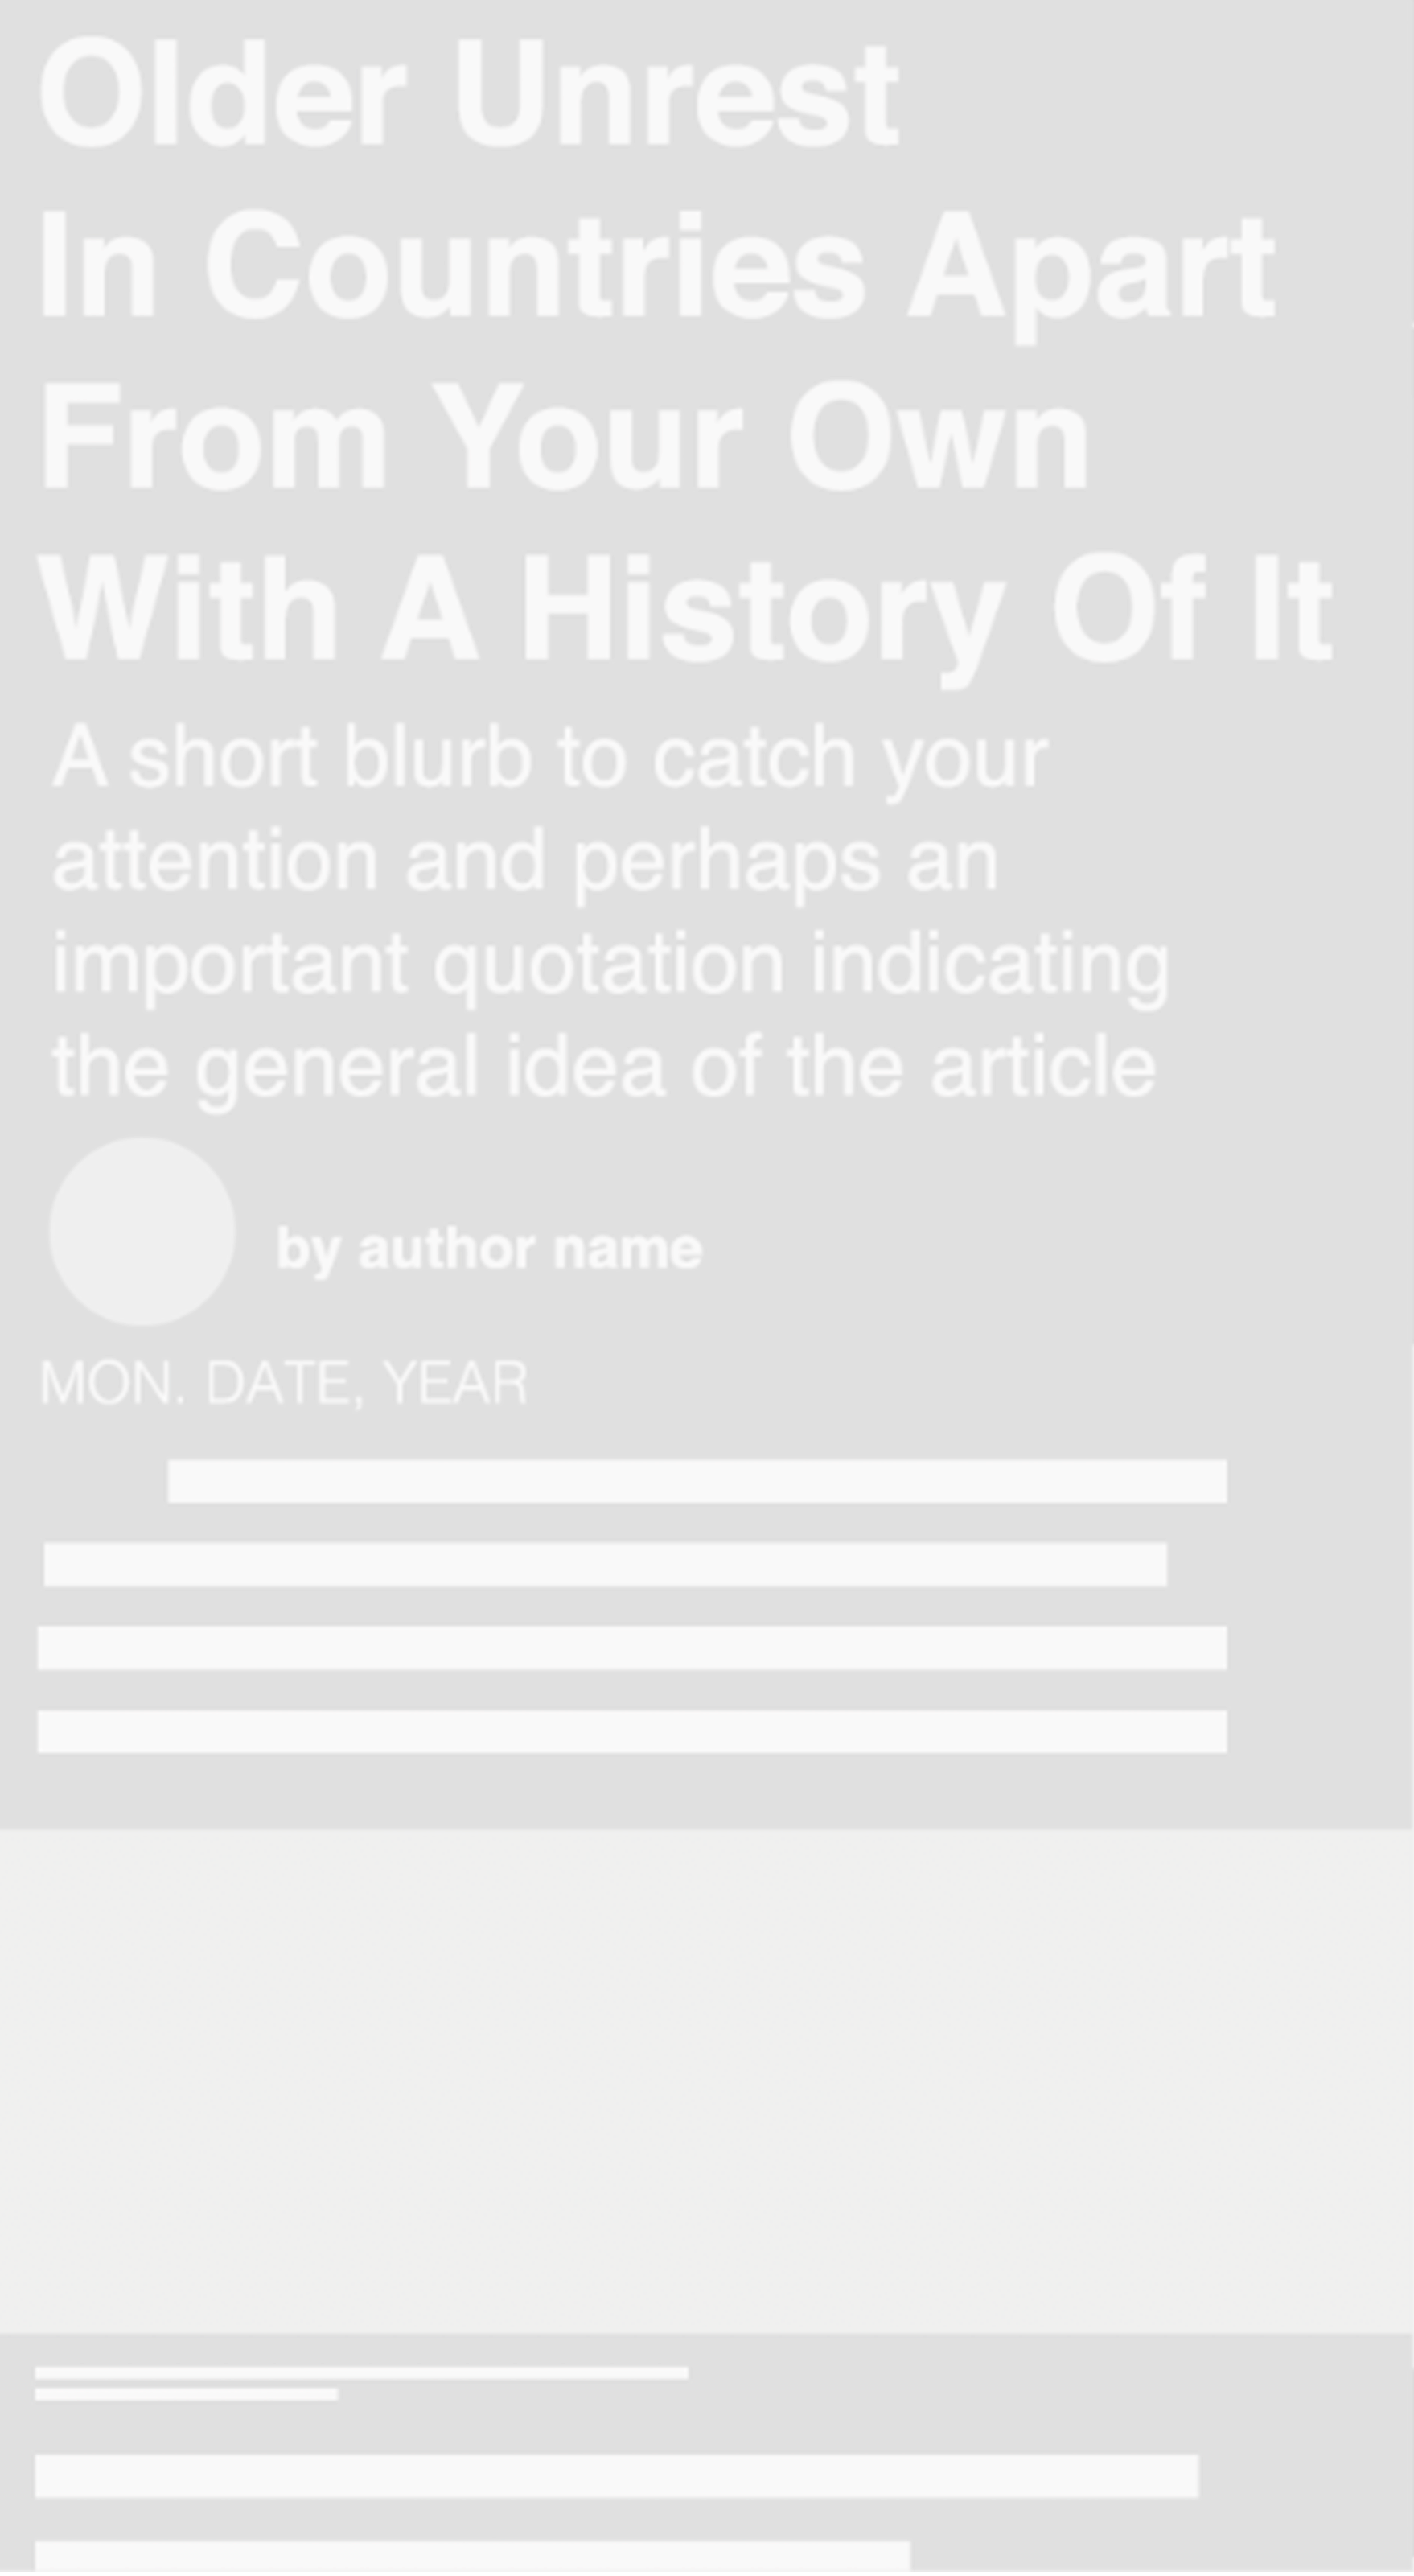 Older Unrest
In Countries Apart
From Your Own
With A History Of It
A short blurb to catch your
attention and perhaps an
important quotation indicating
the general idea of the article
by author name
MON. DATE, YEAR